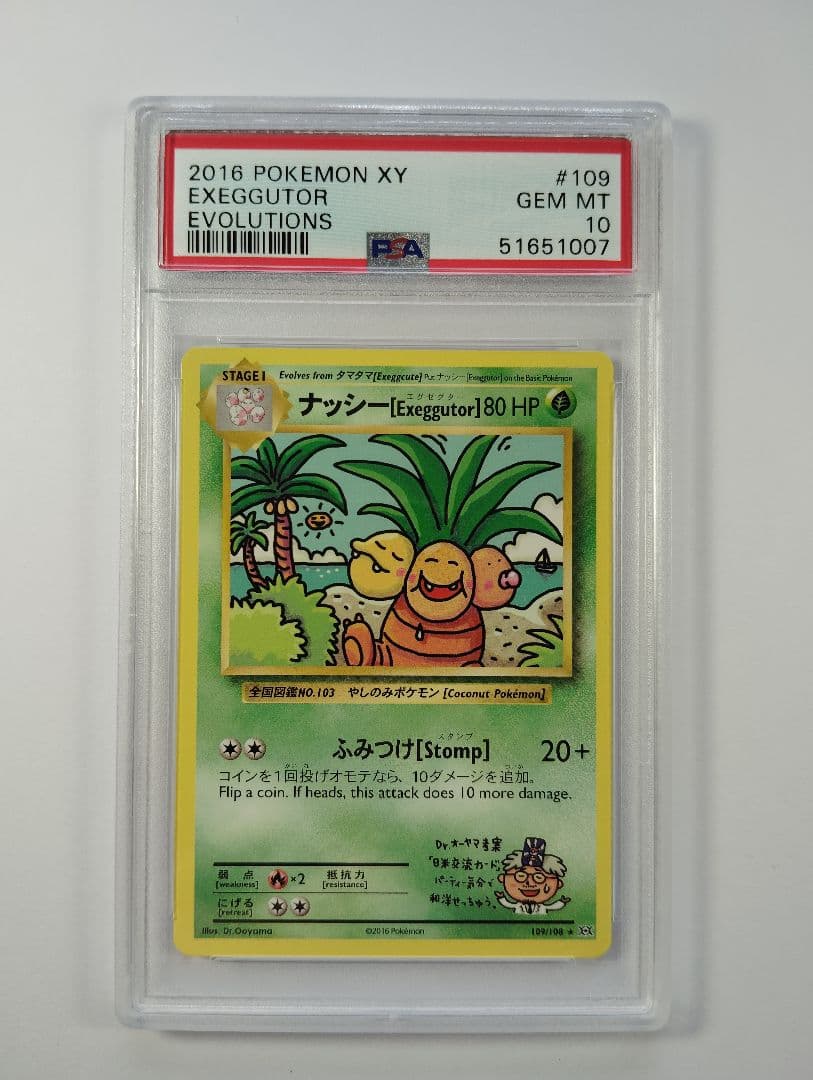 2016 POKEMON XY #109
EXEGGUTOR GEM MT
EVOLUTIONS 10
PSA 51651007
STAGE 1 Evolves from タマタマ[Exeggcute] Put ナッシー[Exeggutor] on the Basic Pokémon
エグゼグタ
ナッシー[Exeggutor] 80 HP
全国図鑑NO.103 やしのみポケモン [Coconut Pokémon]
スタンプ
ふみつけ[Stomp] 20+
コインを1回投げオモテなら、10ダメージを追加。
Flip a coin. If heads, this attack does 10 more damage.
Dr.オーヤマ考案
「日米交流カード」
パーティー気分で
和洋せっちゅう。
弱点 ×2 抵抗力
[weakness] [resistance]
にげる
[retreat]
Illus. Dr.Ooyama ©2016 Pokémon 109/108 ★ XY